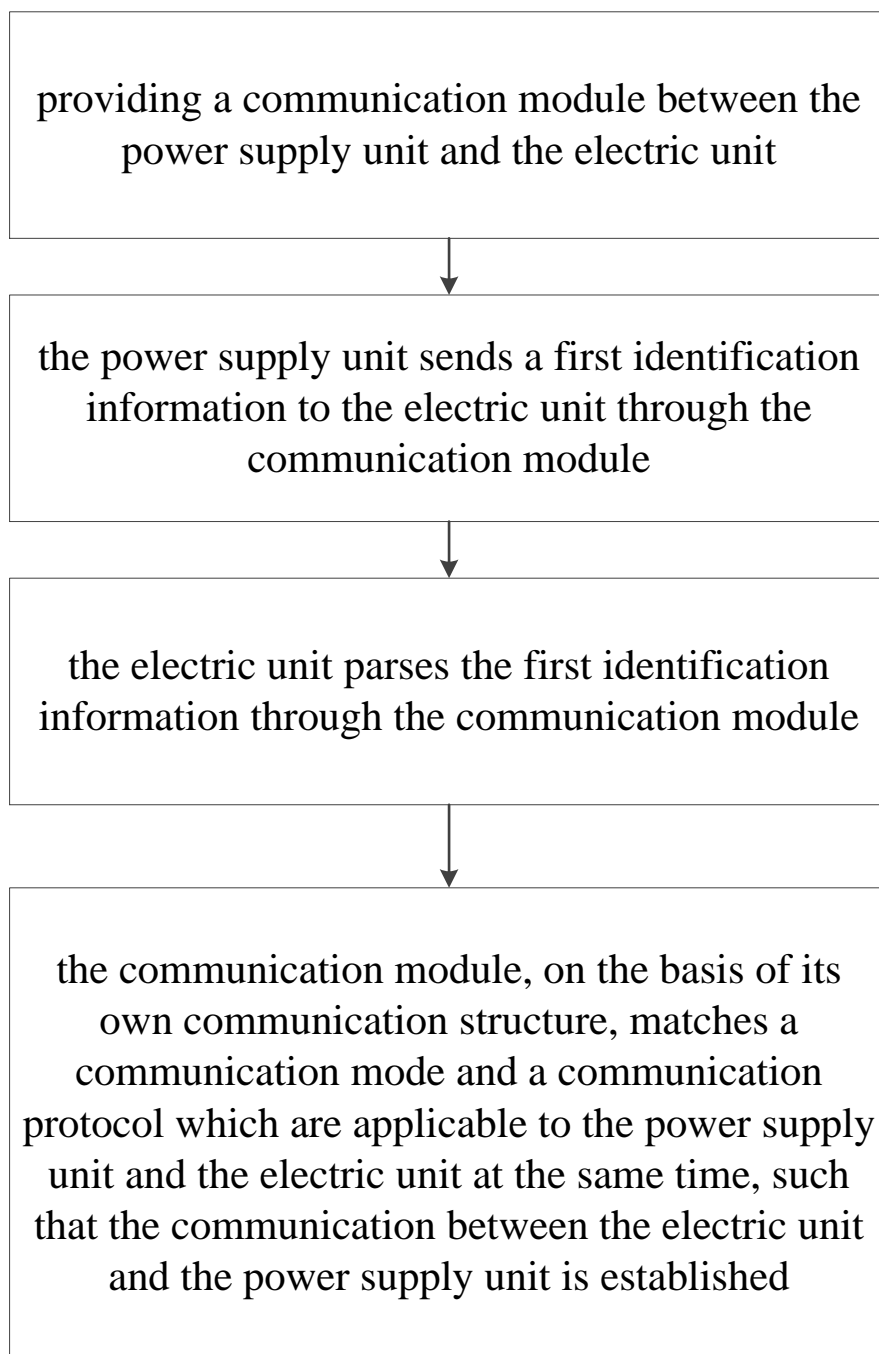 providing a communication module between the
power supply unit and the electric unit
the power supply unit sends a first identification
information to the electric unit through the
communication module
the electric unit parses the first identification
information through the communication module
the communication module, on the basis of its
own communication structure, matches a
communication mode and a communication
protocol which are applicable to the power supply
unit and the electric unit at the same time, such
that the communication between the electric unit
and the power supply unit is established